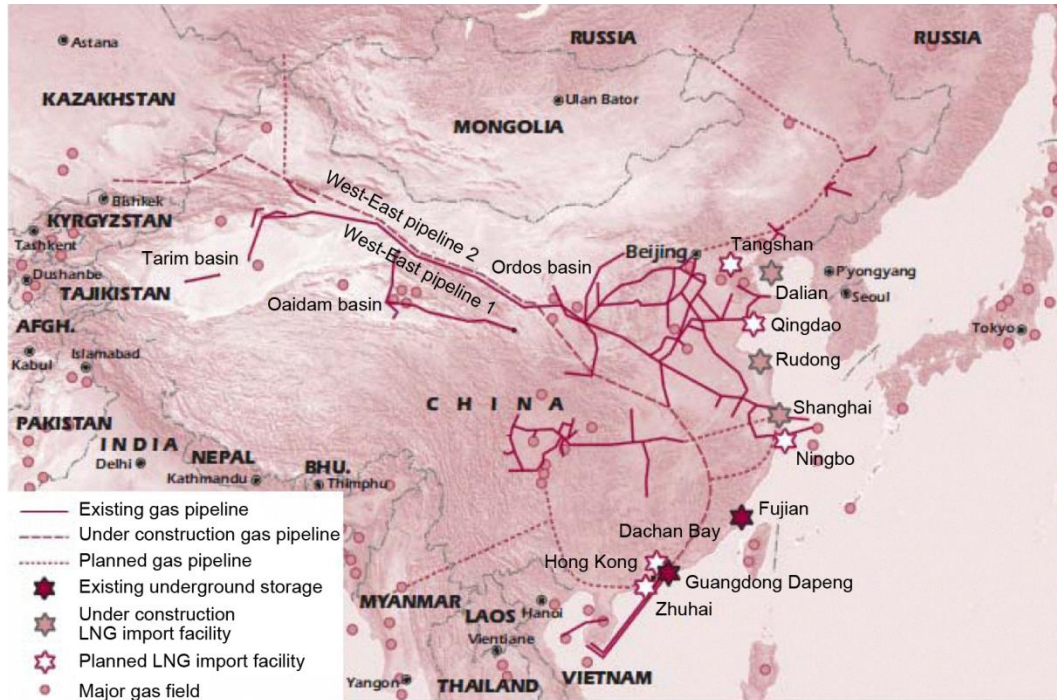 RUSSIA
RUSSIA
Astana
KAZAKHSTAN
Ulan Bator
MONGOLIA
Bishkek
KYRGYZSTAN
Tashkent
West-East pipeline 2
West-East pipeline 1
Tarim basin
Ordos basin
Beijing
Tangshan
Dushanbe
TAJIKISTAN
P'yongyang
Seoul
Dalian
Oaidam basin
Qingdao
Tokyo
AFGH.
Kabul
Islamabad
Rudong
CHINA
Shanghai
PAKISTAN
INDIA
Delhi
NEPAL
Kathmandu
BHU.
Thimphu
Ningbo
Fujian
Dachan Bay
Hong Kong
Guangdong Dapeng
Zhuhai
MYANMAR
LAOS
Hanoi
Vientiane
VIETNAM
Yangon
THAILAND
Existing gas pipeline
Under construction gas pipeline
Planned gas pipeline
Existing underground storage
Under construction
LNG import facility
Planned LNG import facility
Major gas field